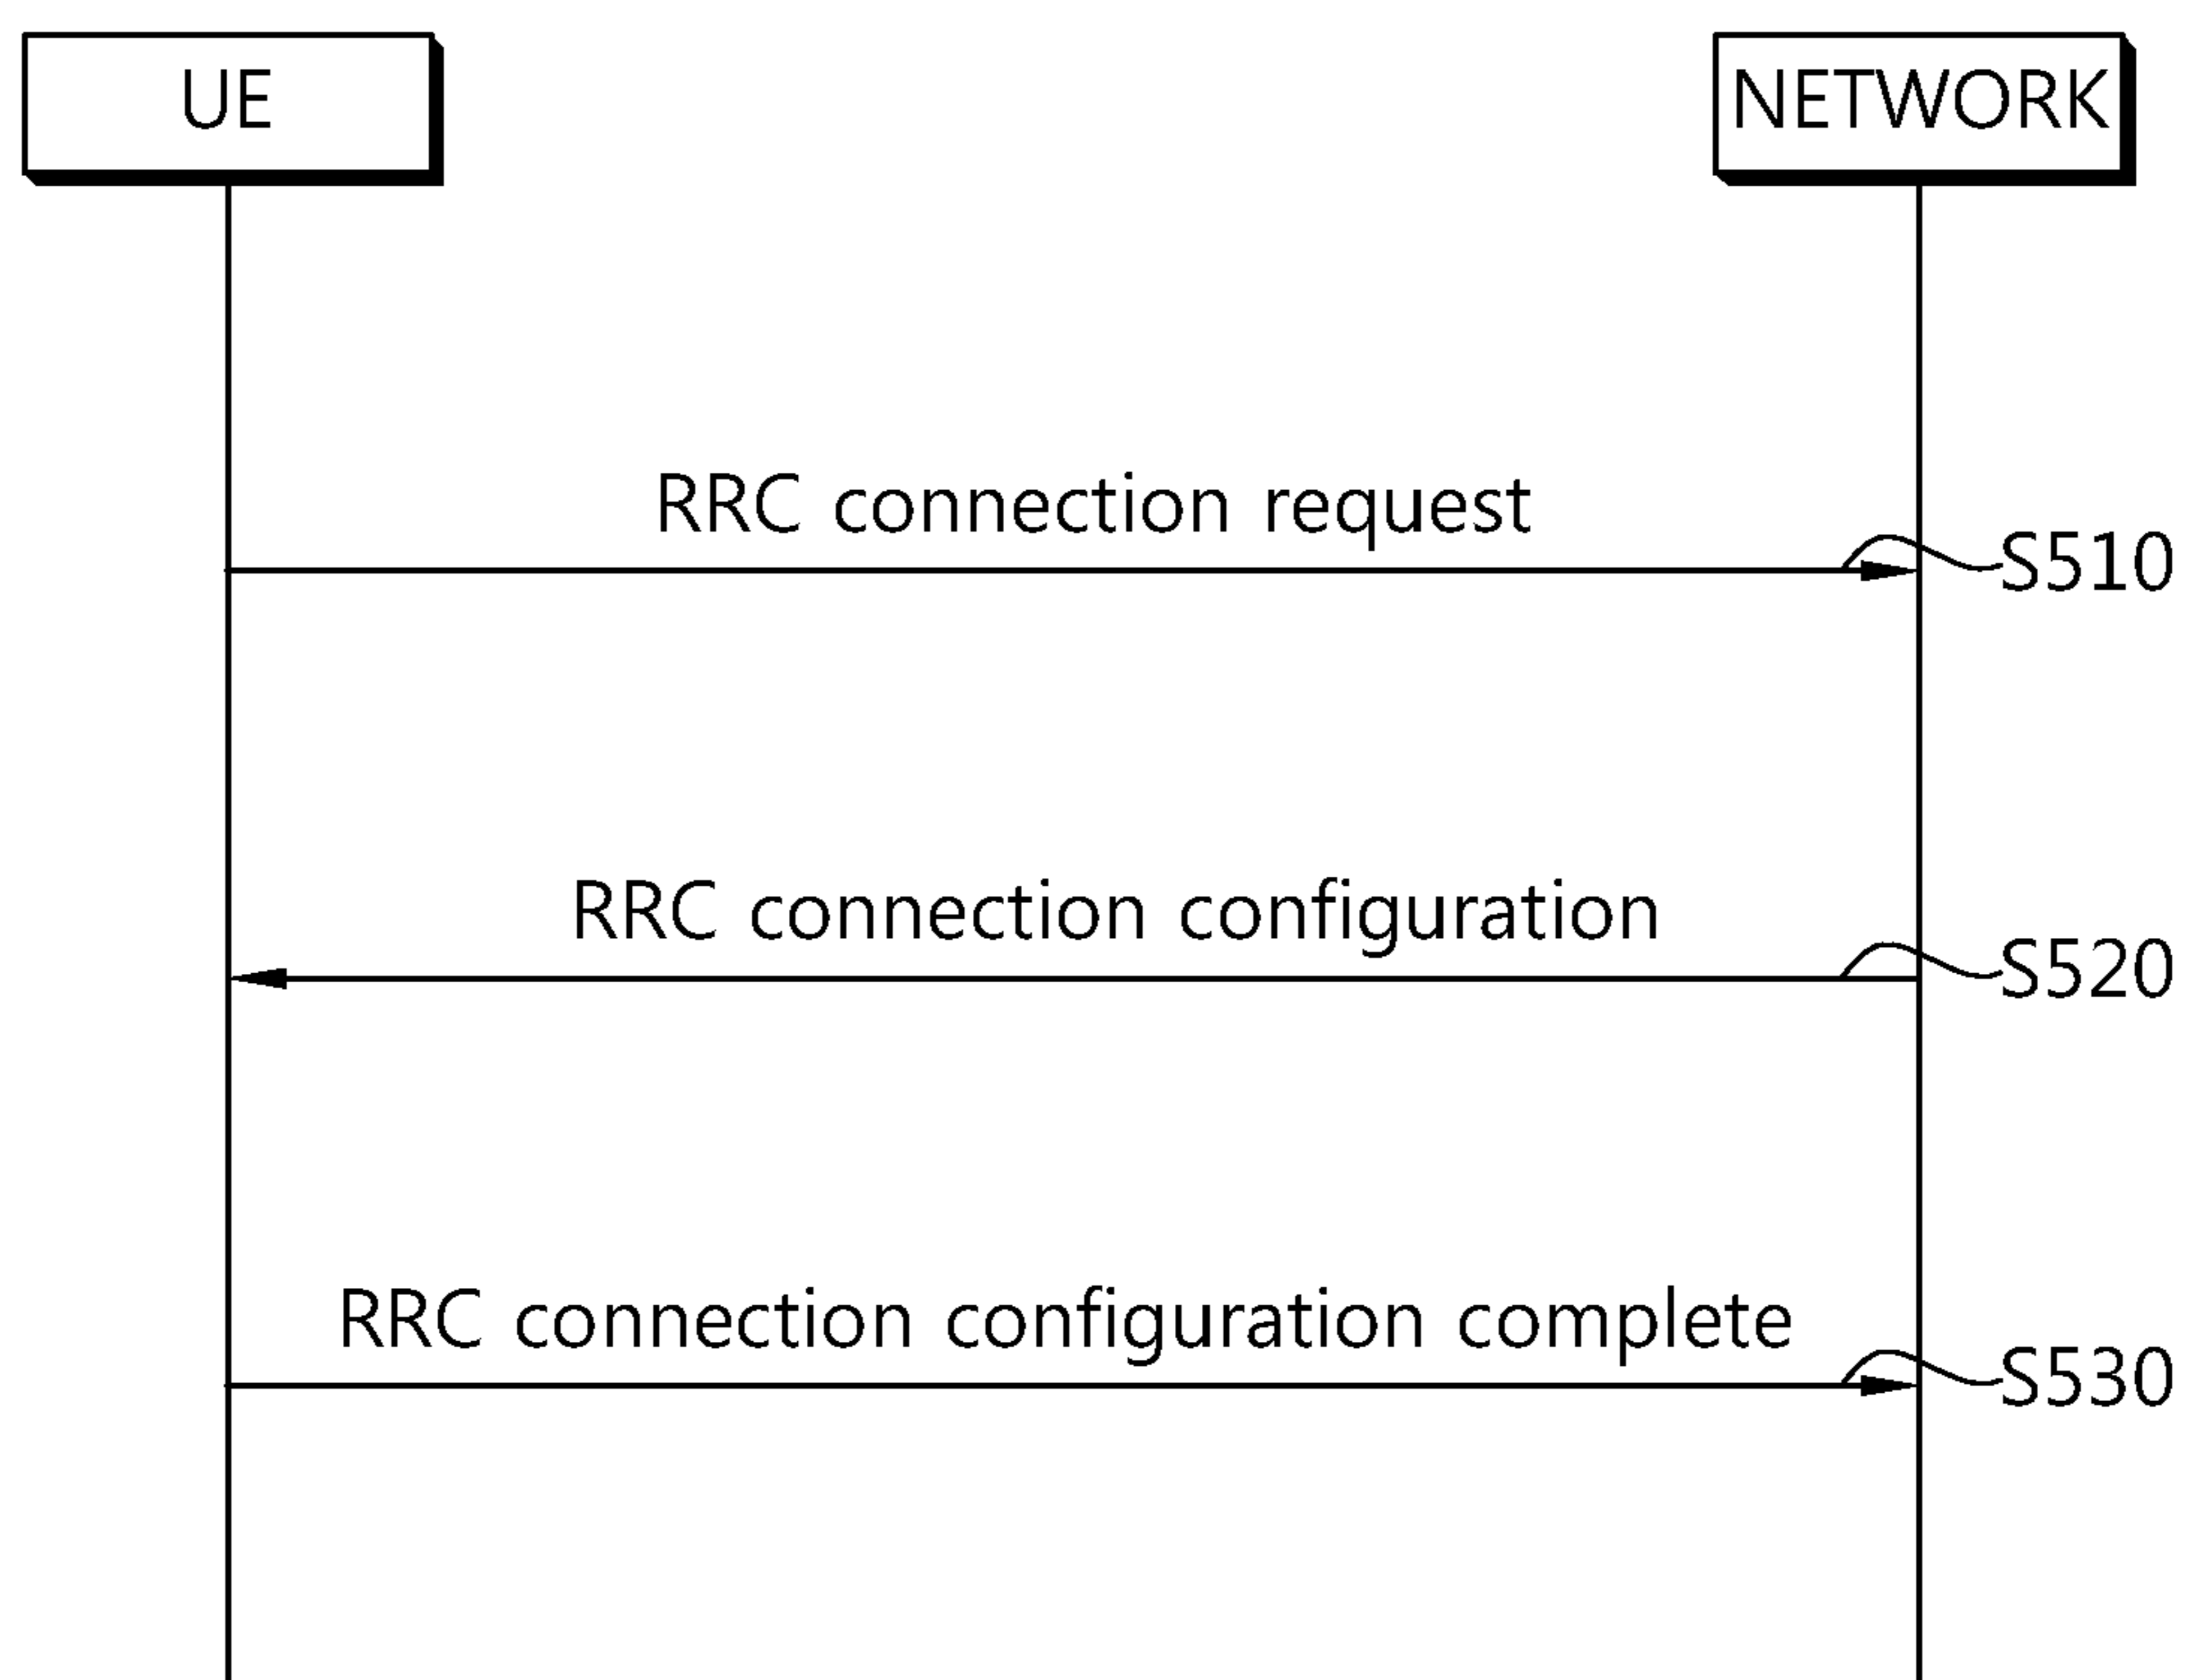 UE
NETWORK
RRC connection request
S510
RRC connection configuration
S520
RRC connection configuration complete
S530